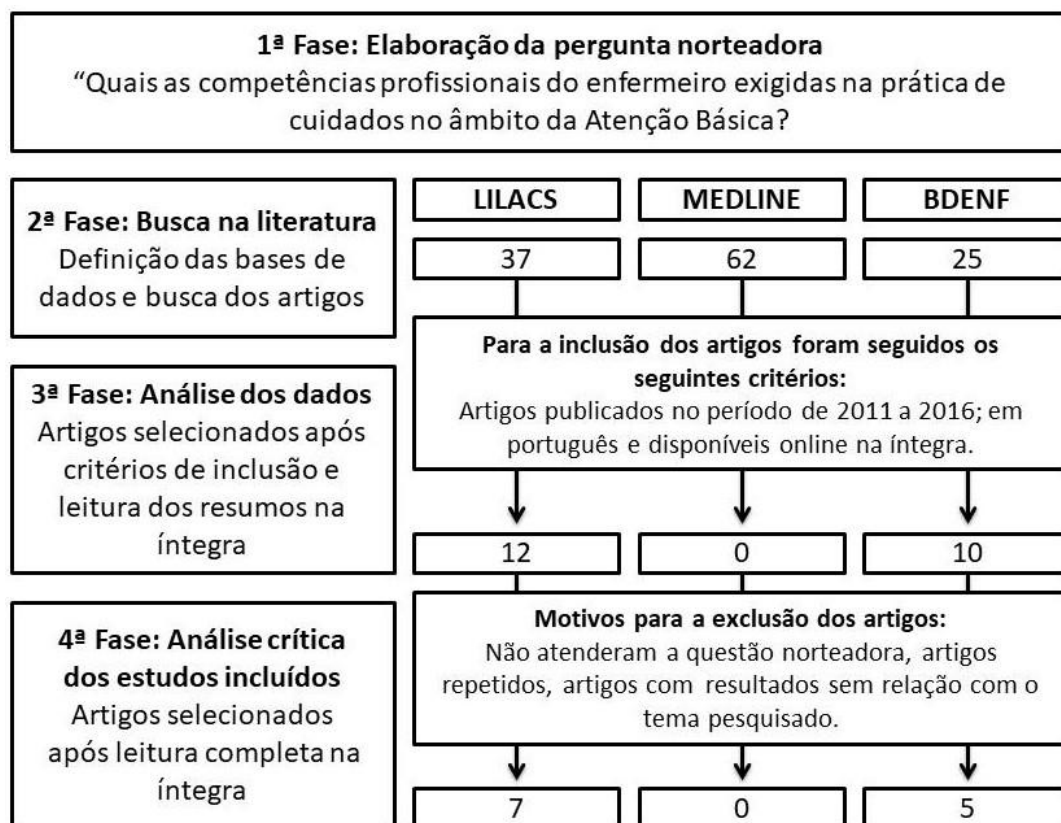 1ª Fase: Elaboração da pergunta norteadora
“Quais as competências profissionais do enfermeiro exigidas na prática de
cuidados no âmbito da Atenção Básica?
2ª Fase: Busca na literatura
Definição das bases de
dados e busca dos artigos
LILACS
MEDLINE
BDENF
37
62
25
Para a inclusão dos artigos foram seguidos os
seguintes critérios:
Artigos publicados no período de 2011 a 2016; em
português e disponíveis online na íntegra.
3ª Fase: Análise dos dados
Artigos selecionados após
critérios de inclusão e
leitura dos resumos na
íntegra
12
0
10
4ª Fase: Análise crítica
dos estudos incluídos
Artigos selecionados
após leitura completa na
íntegra
Motivos para a exclusão dos artigos:
Não atenderam a questão norteadora, artigos
repetidos, artigos com resultados sem relação com o
tema pesquisado.
7
0
5